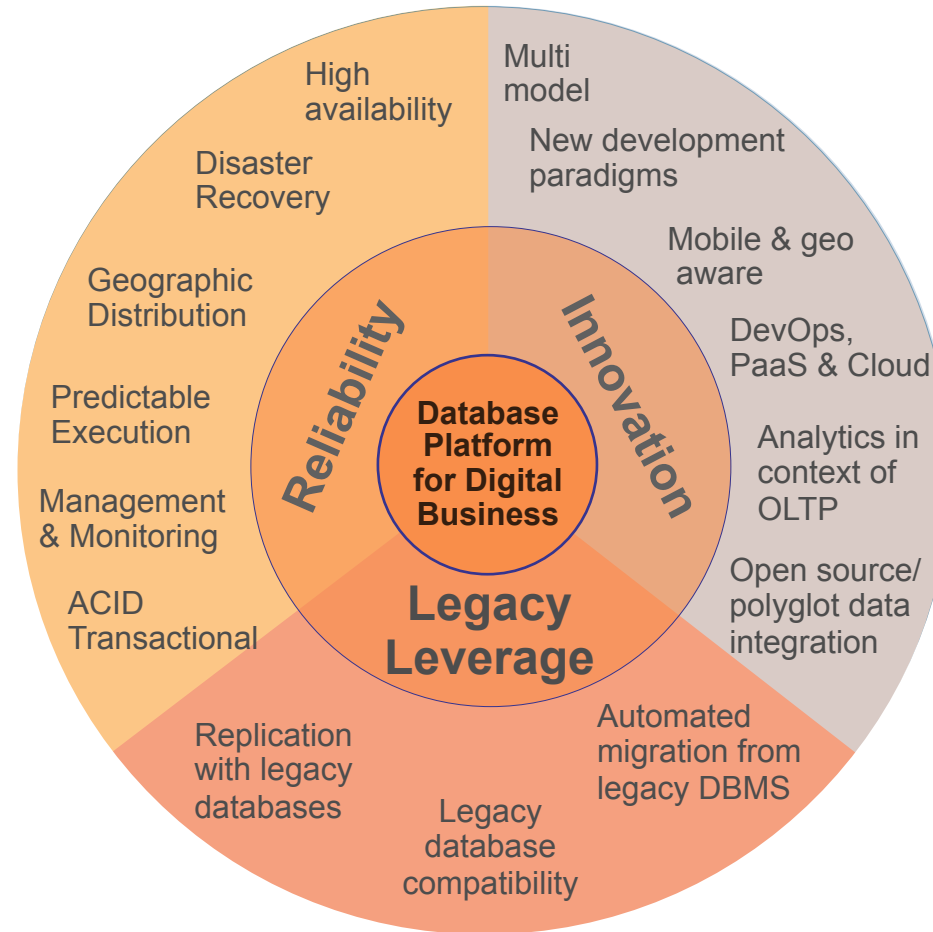 High
availability
Disaster
Recovery
Geographic
Distribution
Predictable
Execution
Management
& Monitoring
ACID
Transactional
Multi
model
New development
paradigms
Mobile & geo
aware
DevOps,
PaaS & Cloud
Analytics in
context of
OLTP
Open source/
polyglot data
integration
Reliability
Innovation
Database
Platform
for Digital
Business
Legacy
Leverage
Replication
with legacy
databases
Legacy
database
compatibility
Automated
migration from
legacy DBMS